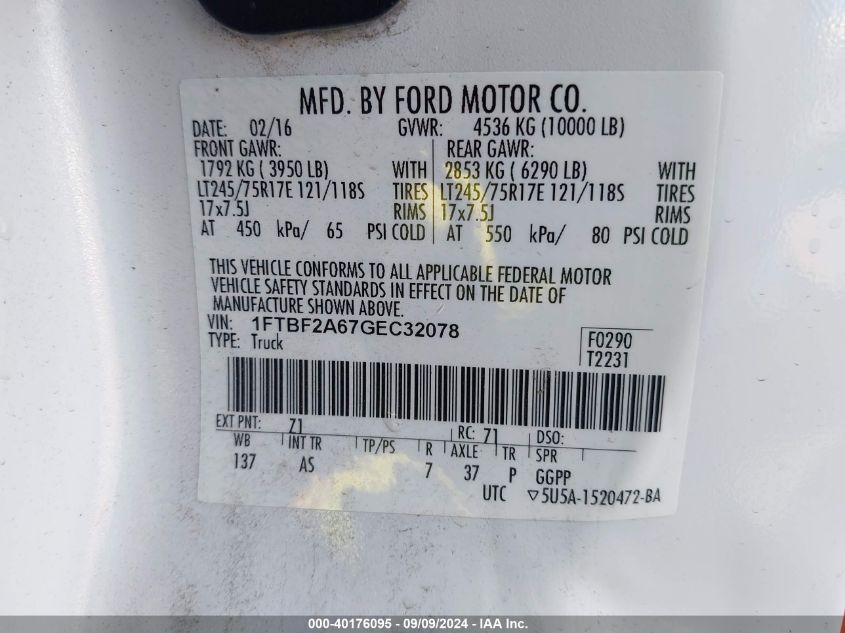 MFD. BY FORD MOTOR CO.
DATE: 02/16 GVWR: 4536 KG (10000 LB)
FRONT GAWR: REAR GAWR:
1792 KG ( 3950 LB) WITH 2853 KG ( 6290 LB) WITH
LT245/75R17E 121/118S TIRES LT245/75R17E 121/118S TIRES
17x7.5J RIMS 17x7.5J RIMS
AT 450 kPa/ 65 PSI COLD AT 550 kPa/ 80 PSI COLD
THIS VEHICLE CONFORMS TO ALL APPLICABLE FEDERAL MOTOR
VEHICLE SAFETY STANDARDS IN EFFECT ON THE DATE OF
MANUFACTURE SHOWN ABOVE.
VIN: 1FTBF2A67GEC32078
TYPE: Truck
F0290
T2231
EXT PNT: Z1 RC: 71 DSO:
WB INT TR TP/PS R AXLE TR SPR
137 AS 7 37 P GGPP
UTC ▽5U5A-1520472-BA
000-40176095 - 09/09/2024 - IAA Inc.